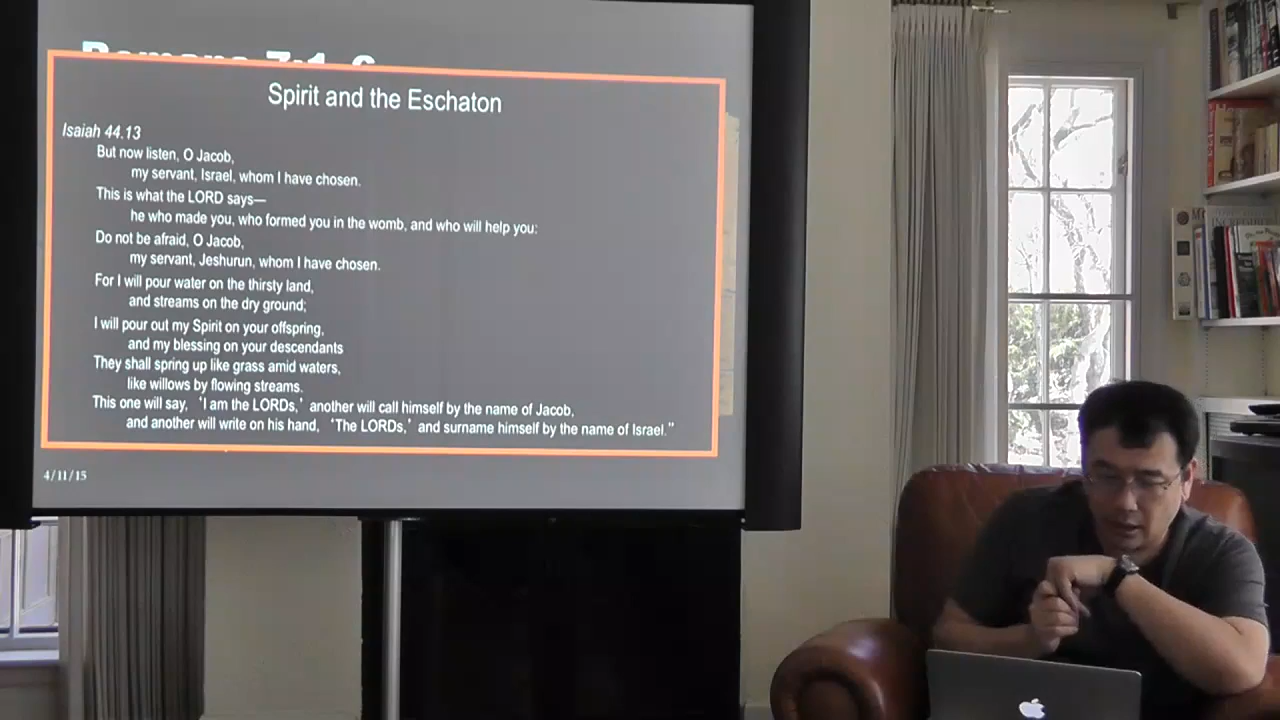 Romans 7:1-6
Spirit and the Eschaton
Isaiah 44.13
But now listen, O Jacob,
my servant, Israel, whom I have chosen.
This is what the LORD says—
he who made you, who formed you in the womb, and who will help you:
Do not be afraid, O Jacob,
my servant, Jeshurun, whom I have chosen.
For I will pour water on the thirsty land,
and streams on the dry ground;
I will pour out my Spirit on your offspring,
and my blessing on your descendants
They shall spring up like grass amid waters,
like willows by flowing streams.
This one will say, ‘I am the LORDs,’ another will call himself by the name of Jacob,
and another will write on his hand, ‘The LORDs,’ and surname himself by the name of Israel.”
4/11/15